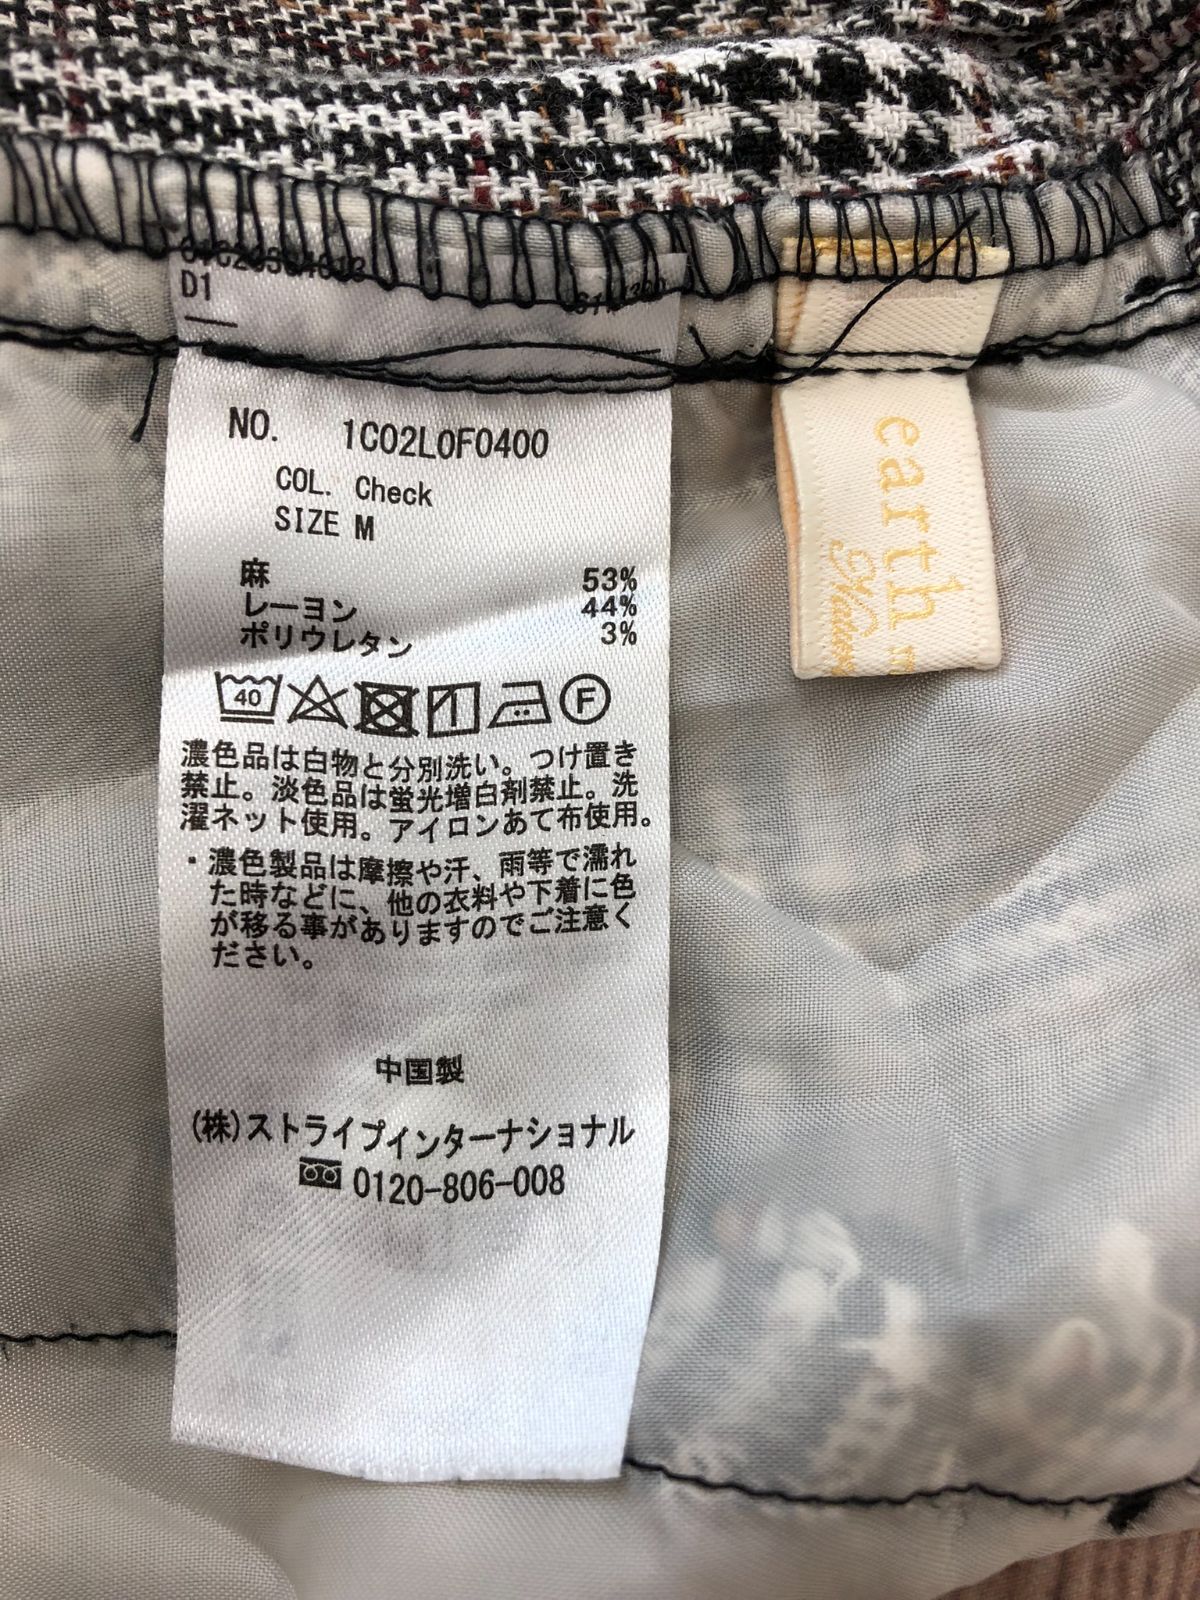 D1
NO. 1C02L0F0400
COL. Check
SIZE M
麻 53%
レーヨン 44%
ポリウレタン 3%
40
F
濃色品は白物と分別洗い。つけ置き
禁止。淡色品は蛍光増白剤禁止。洗
濯ネット使用。アイロンあて布使用。
・濃色製品は摩擦や汗、雨等で濡れ
た時などに、他の衣料や下着に色
が移る事がありますのでご注意く
ださい。
中国製
(株)ストライプインターナショナル
0120-806-008
earth